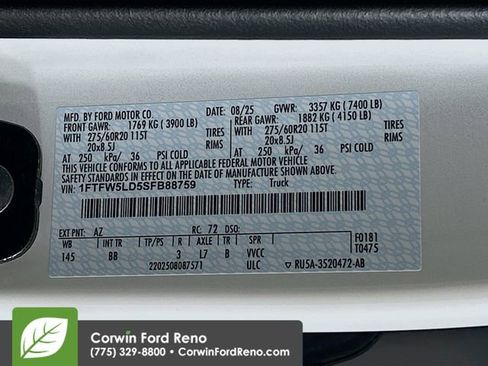 MFD. BY FORD MOTOR CO. DATE: 08/25 GVWR: 3357 KG ( 7400 LB)
FRONT GAWR: 1769 KG ( 3900 LB) REAR GAWR: 1882 KG ( 4150 LB)
WITH 275/60R20 115T TIRES WITH 275/60R20 115T TIRES
20x8.5J RIMS 20x8.5J RIMS
AT 250 kPa/ 36 PSI COLD AT 250 kPa/ 36 PSI COLD
THIS VEHICLE CONFORMS TO ALL APPLICABLE FEDERAL MOTOR VEHICLE
SAFETY AND THEFT PREVENTION STANDARDS IN EFFECT ON THE DATE OF MANUFACTURE SHOWN ABOVE.
VIN: 1FTFW5LD5SFB88759 TYPE: Truck
EXT PNT: AZ RC: 72 DSO:
WB INT TR TP/PS R AXLE TR SPR F0181
145 BB 3 L7 B VVCC T0475
2202508087571 ULC ▽ RU5A-3520472-AB
Corwin Ford Reno
(775) 329-8800 • CorwinFordReno.com